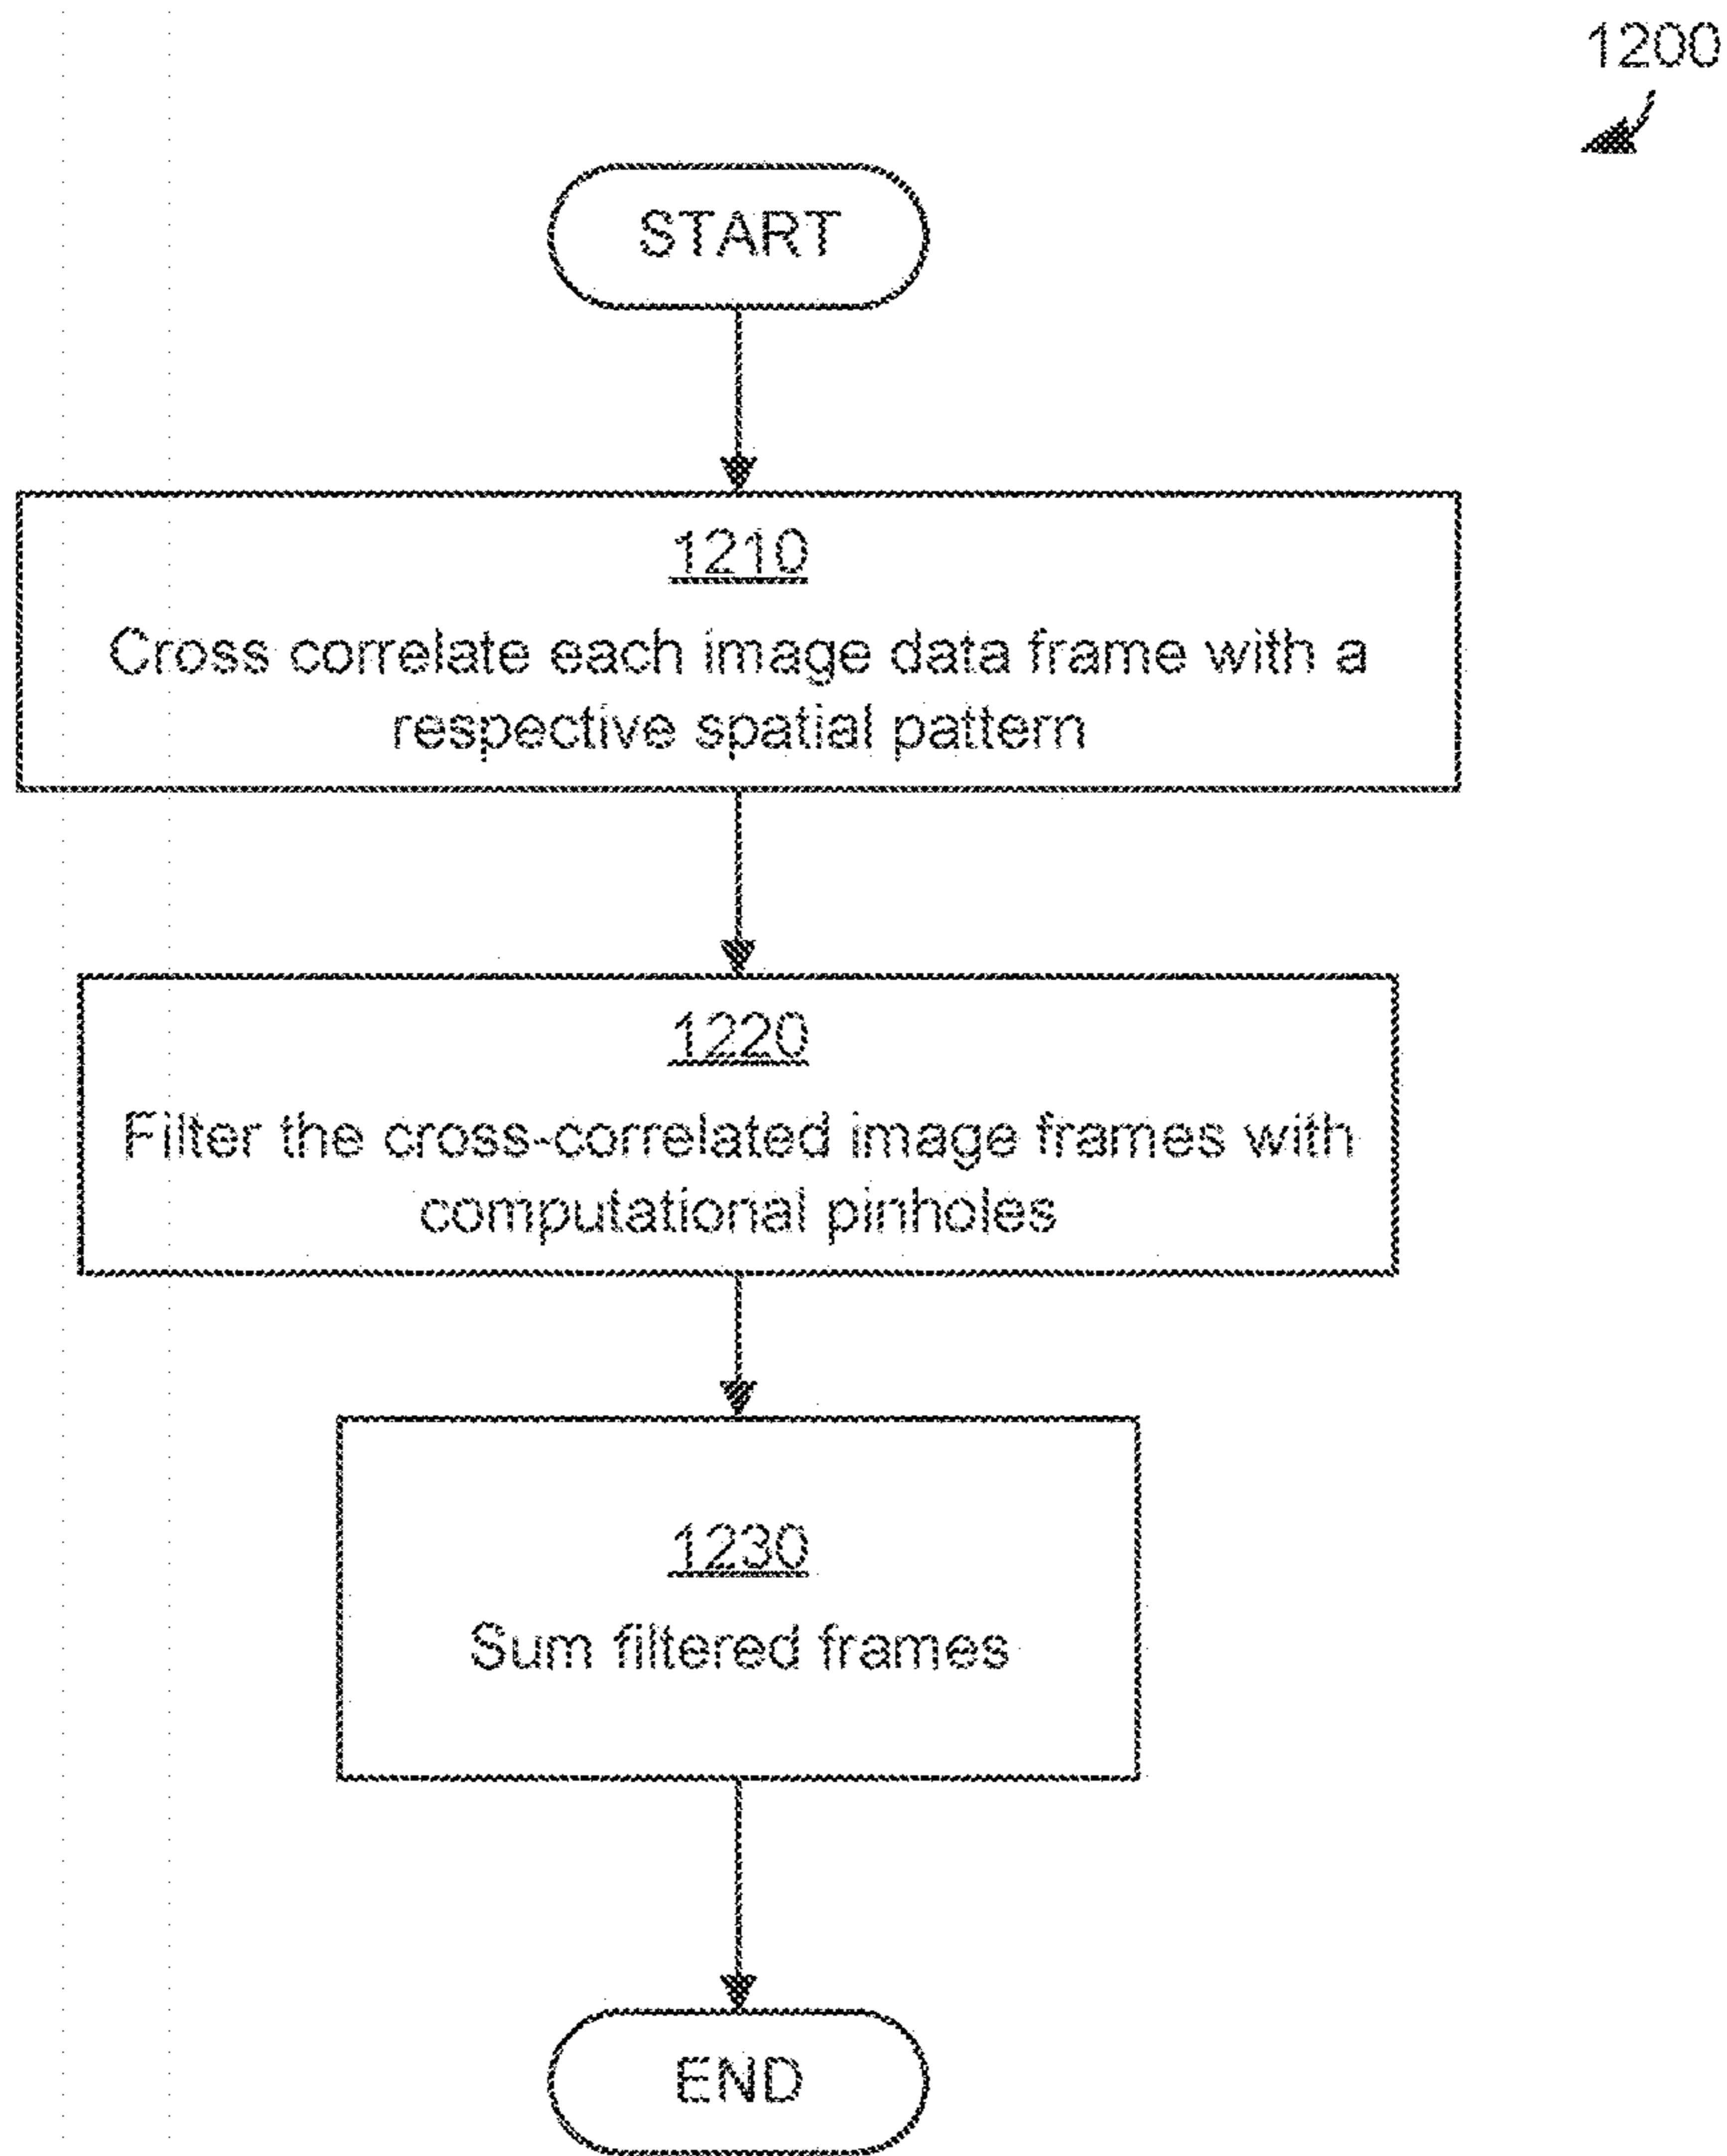 1200
START
1210
Cross correlate each image data frame with a
respective spatial pattern
1220
Filter the cross-correlated image frames with
computational pinholes
1230
Sum filtered frames
END